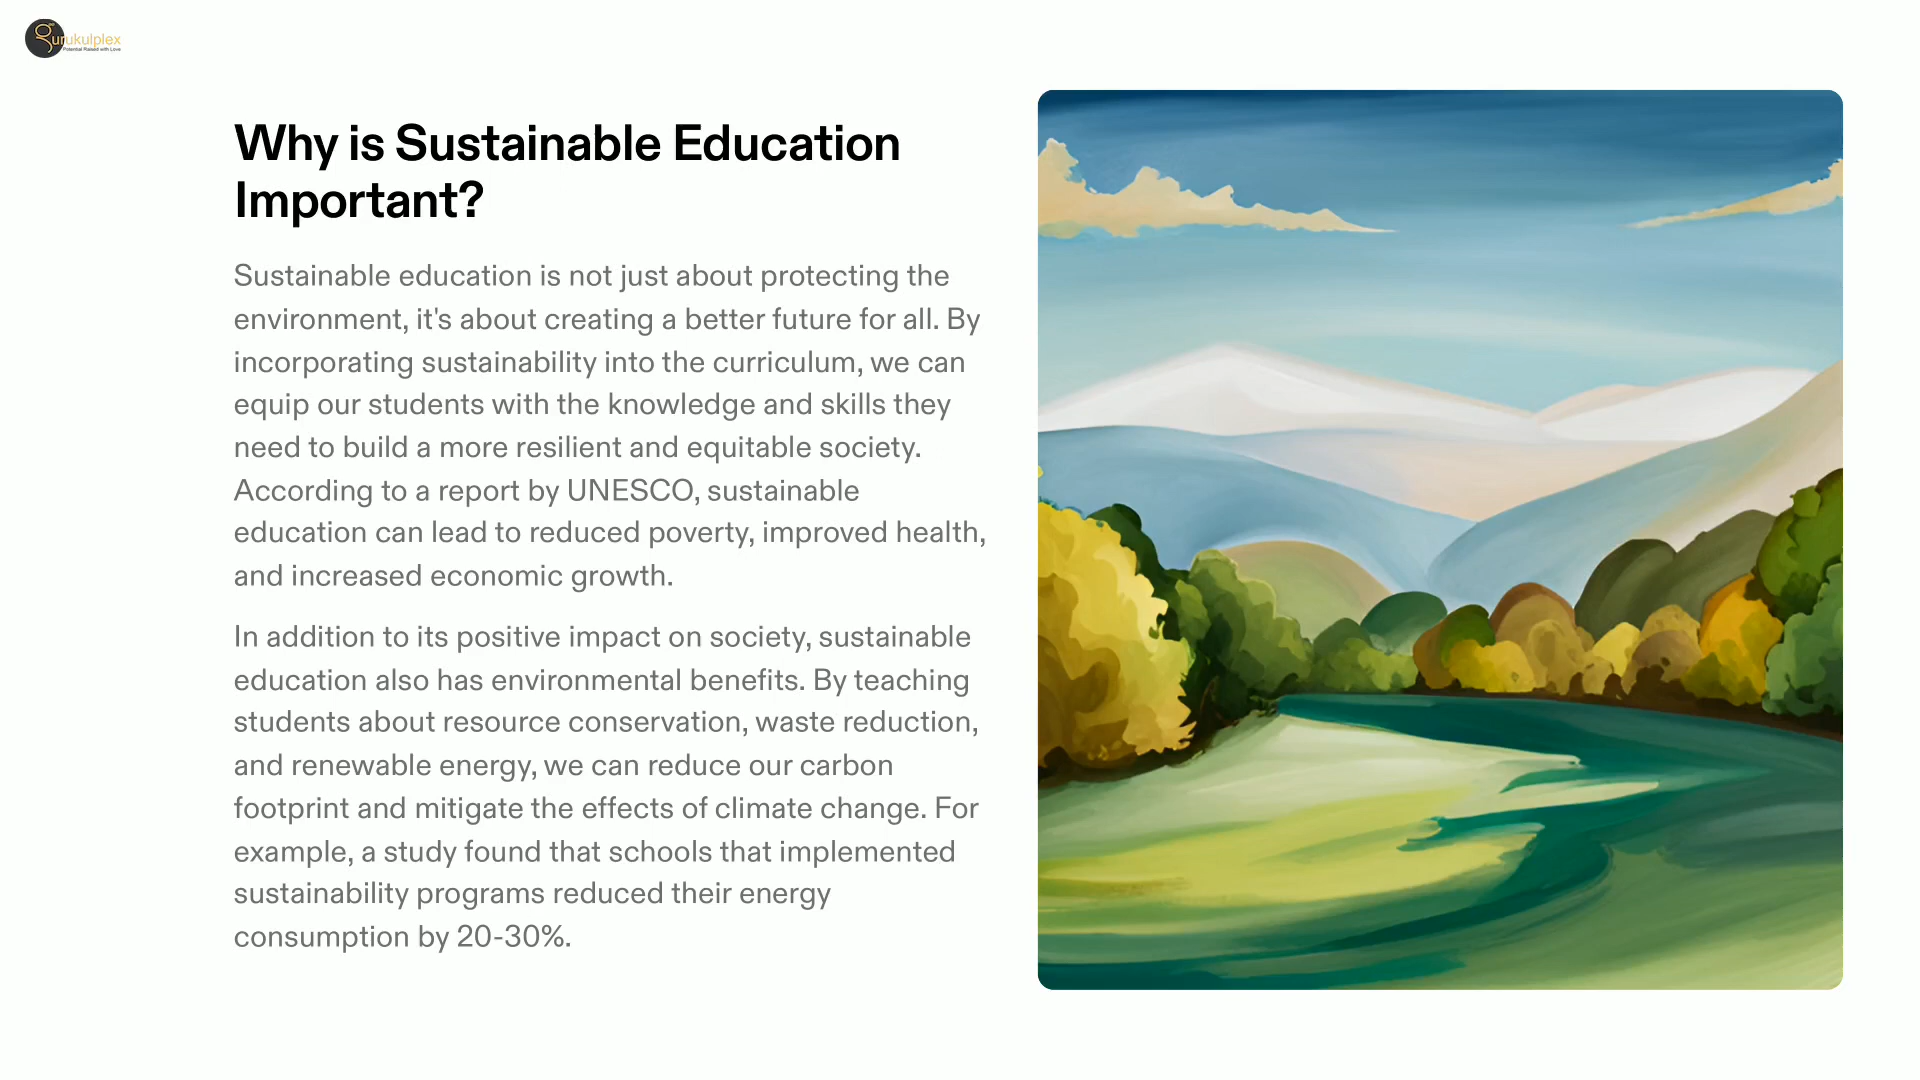 gurukulplex
Potential Raised with Love
Why is Sustainable Education
Important?
Sustainable education is not just about protecting the
environment, it's about creating a better future for all. By
incorporating sustainability into the curriculum, we can
equip our students with the knowledge and skills they
need to build a more resilient and equitable society.
According to a report by UNESCO, sustainable
education can lead to reduced poverty, improved health,
and increased economic growth.
In addition to its positive impact on society, sustainable
education also has environmental benefits. By teaching
students about resource conservation, waste reduction,
and renewable energy, we can reduce our carbon
footprint and mitigate the effects of climate change. For
example, a study found that schools that implemented
sustainability programs reduced their energy
consumption by 20-30%.